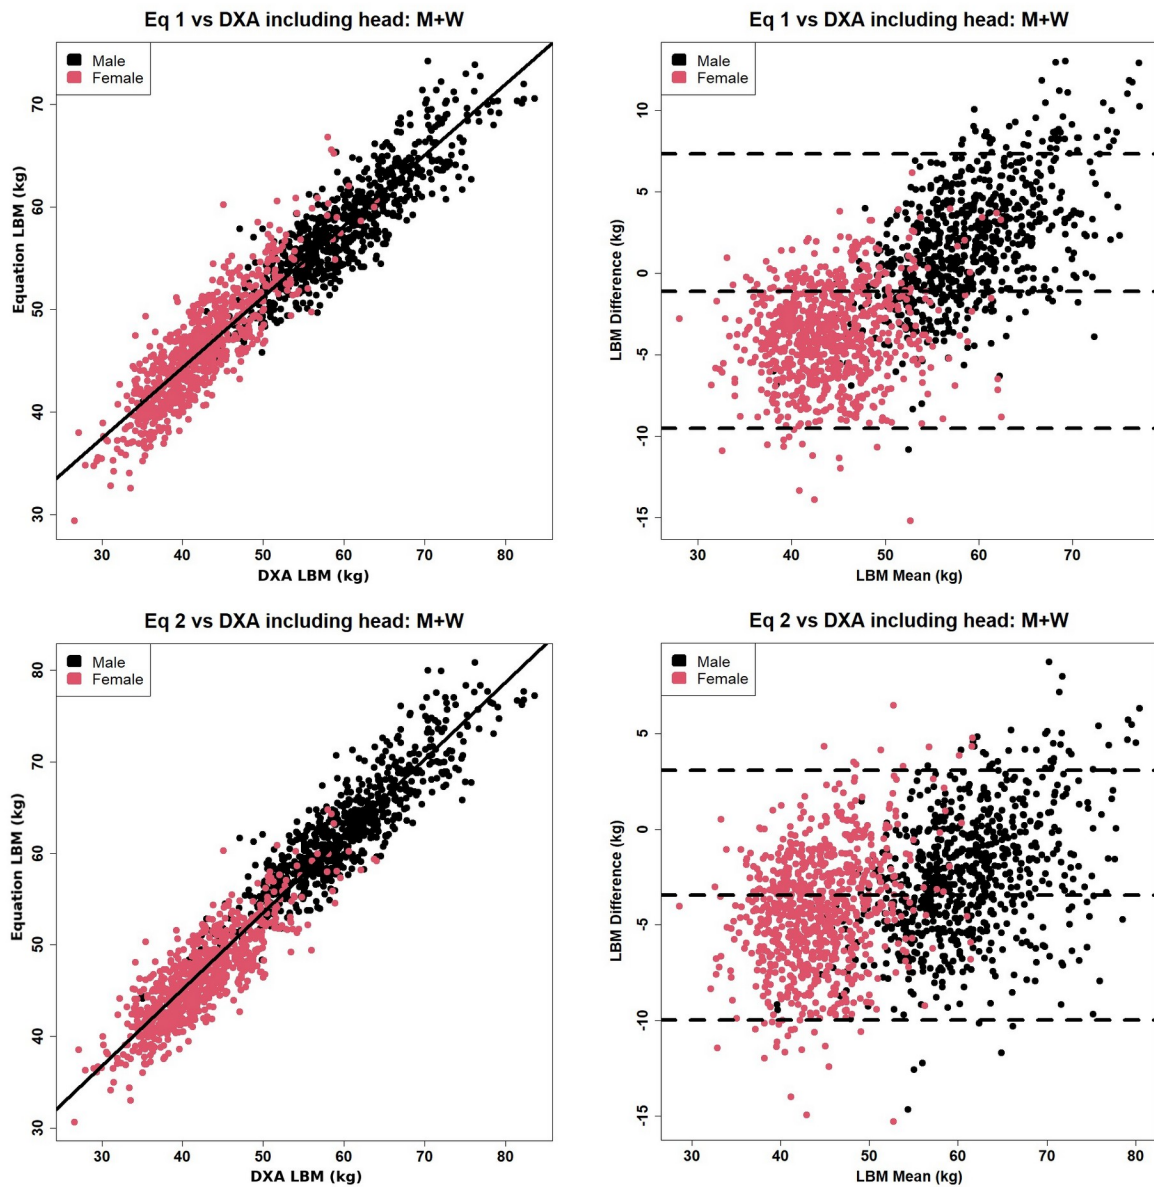 Eq 1 vs DXA including head: M+W
Male
Female
70
60
50
40
30
Equation LBM (kg)
30 40 50 60 70 80
DXA LBM (kg)
Eq 1 vs DXA including head: M+W
Male
Female
10
5
0
-5
-10
-15
LBM Difference (kg)
30 40 50 60 70
LBM Mean (kg)
Eq 2 vs DXA including head: M+W
Male
Female
80
70
60
50
40
30
Equation LBM (kg)
30 40 50 60 70 80
DXA LBM (kg)
Eq 2 vs DXA including head: M+W
Male
Female
5
0
-5
-10
-15
LBM Difference (kg)
30 40 50 60 70 80
LBM Mean (kg)